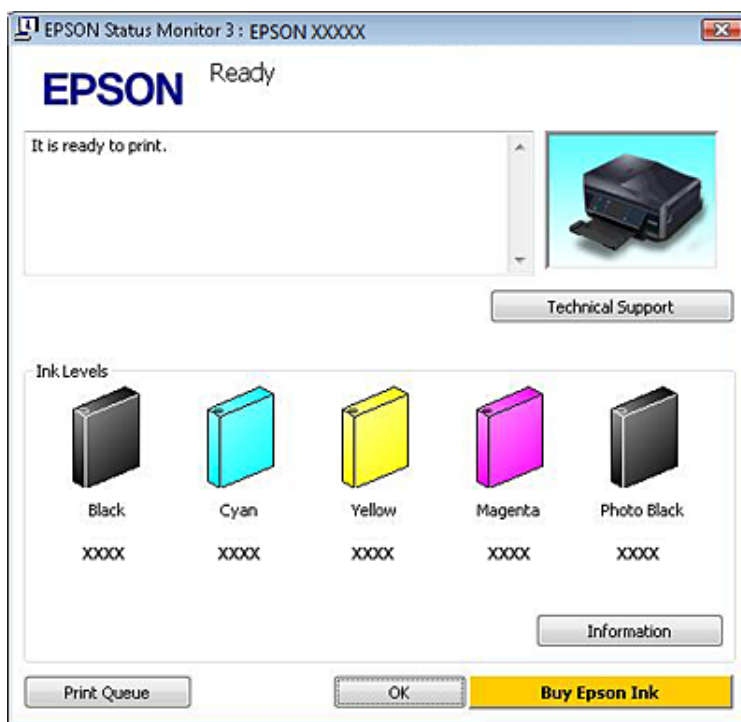 EPSON Status Monitor 3 : EPSON XXXXX
EPSON
Ready
It is ready to print.
Technical Support
Ink Levels
Black Cyan Yellow Magenta Photo Black
XXXX XXXX XXXX XXXX XXXX
Information
Print Queue OK Buy Epson Ink